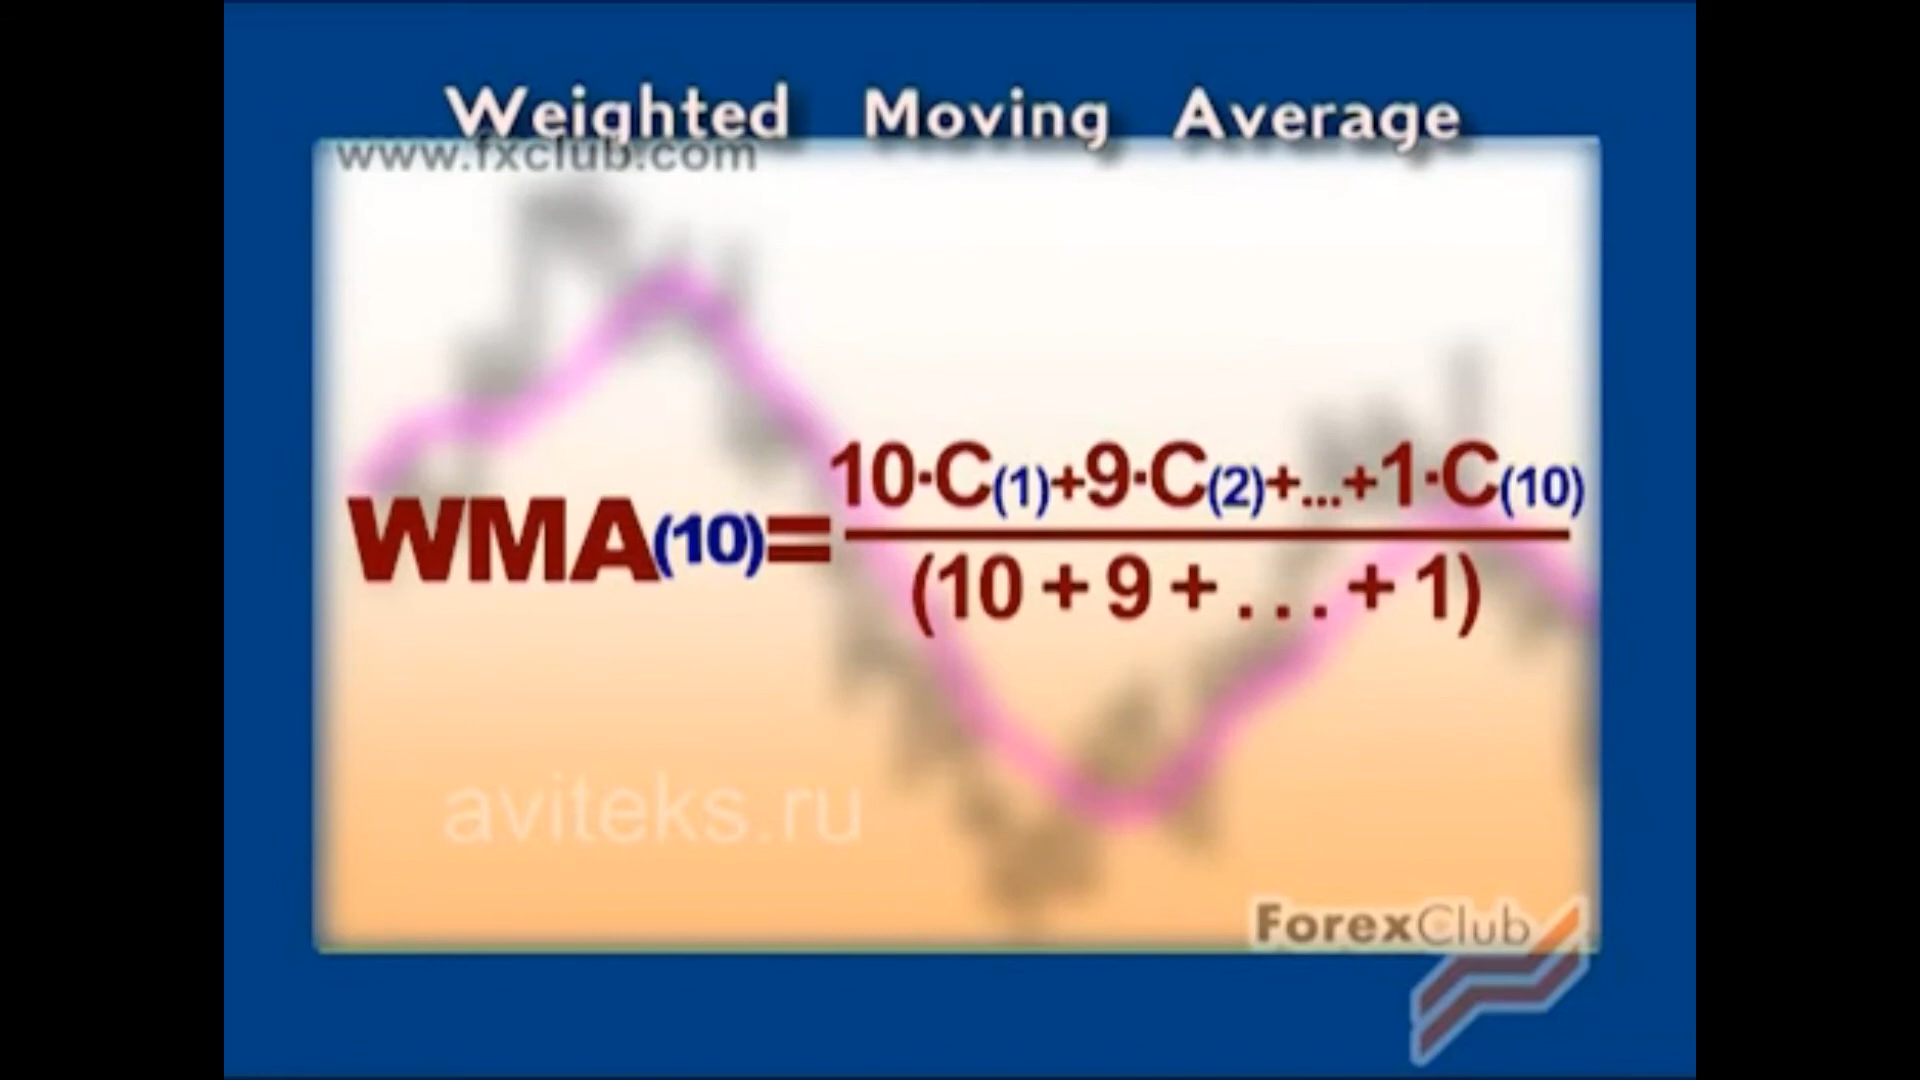 Weighted Moving Average
www.fxclub.com
WMA(10)=
10·C(1)+9·C(2)+...+1·C(10)
(10 + 9 + . . . + 1)
aviteks.ru
ForexClub